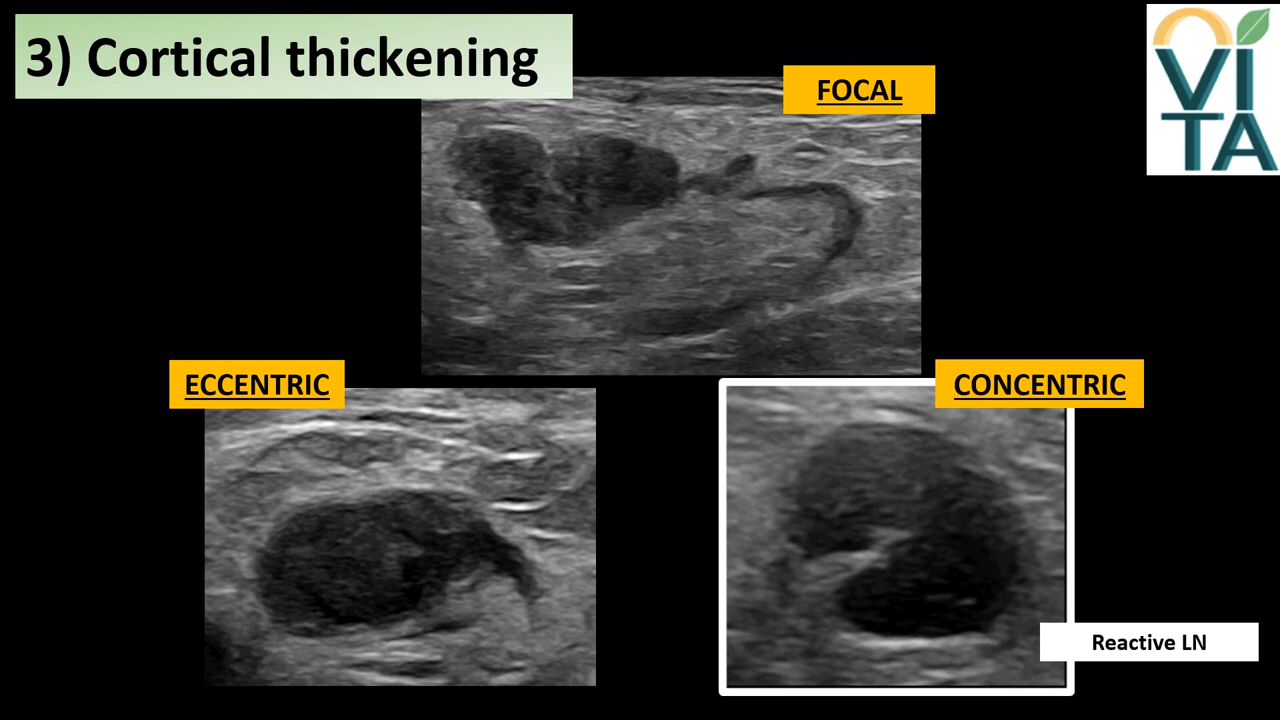 3) Cortical thickening
FOCAL
VI
TA
ECCENTRIC
CONCENTRIC
Reactive LN